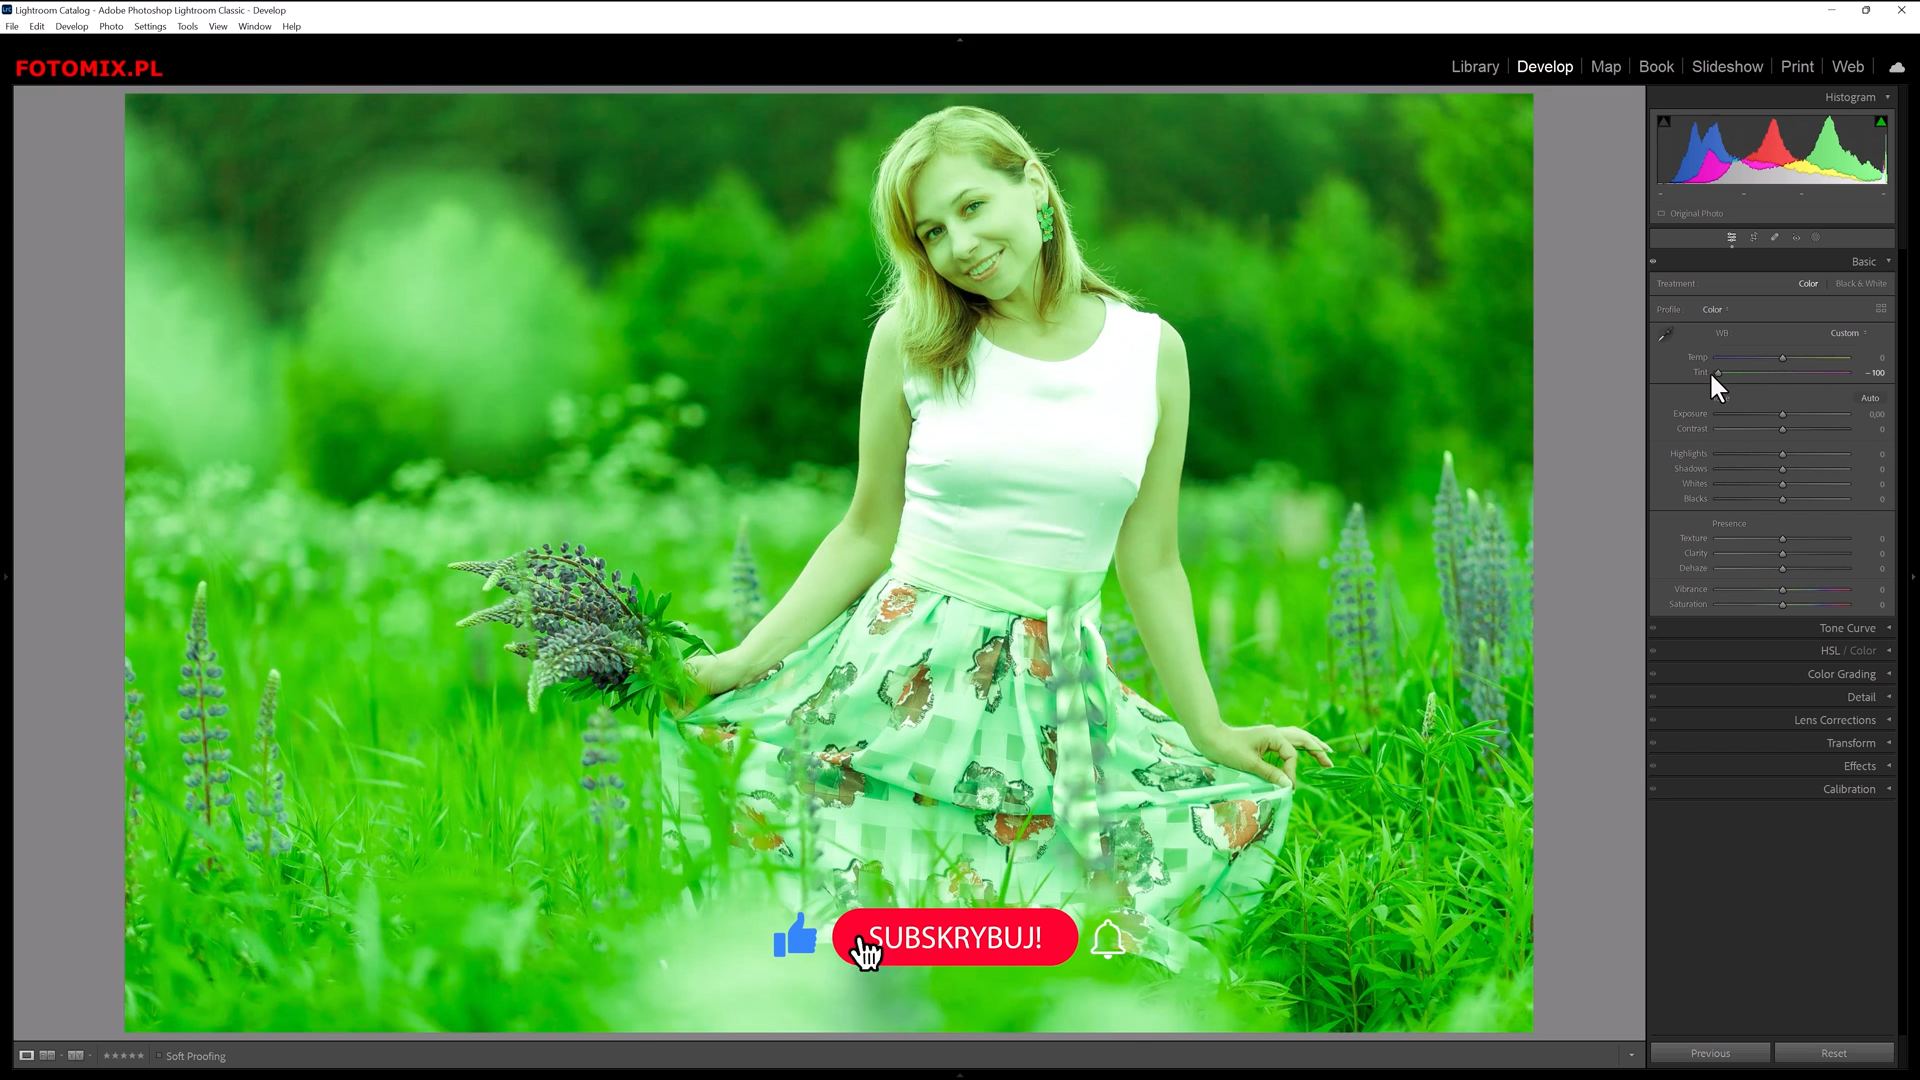 Lightroom Catalog - Adobe Photoshop Lightroom Classic - Develop
File Edit Develop Photo Settings Tools View Window Help
FOTOMIX.PL
Library Develop Map Book Slideshow Print Web
Histogram
Original Photo
Basic
Treatment : Color Black & White
Profile : Color
WB : Custom
Temp 0
Tint - 100
Auto
Exposure 0,00
Contrast 0
Highlights 0
Shadows 0
Whites 0
Blacks 0
Presence
Texture 0
Clarity 0
Dehaze 0
Vibrance 0
Saturation 0
Tone Curve
HSL / Color
Color Grading
Detail
Lens Corrections
Transform
Effects
Calibration
SUBSKRYBUJ!
Soft Proofing
Previous Reset